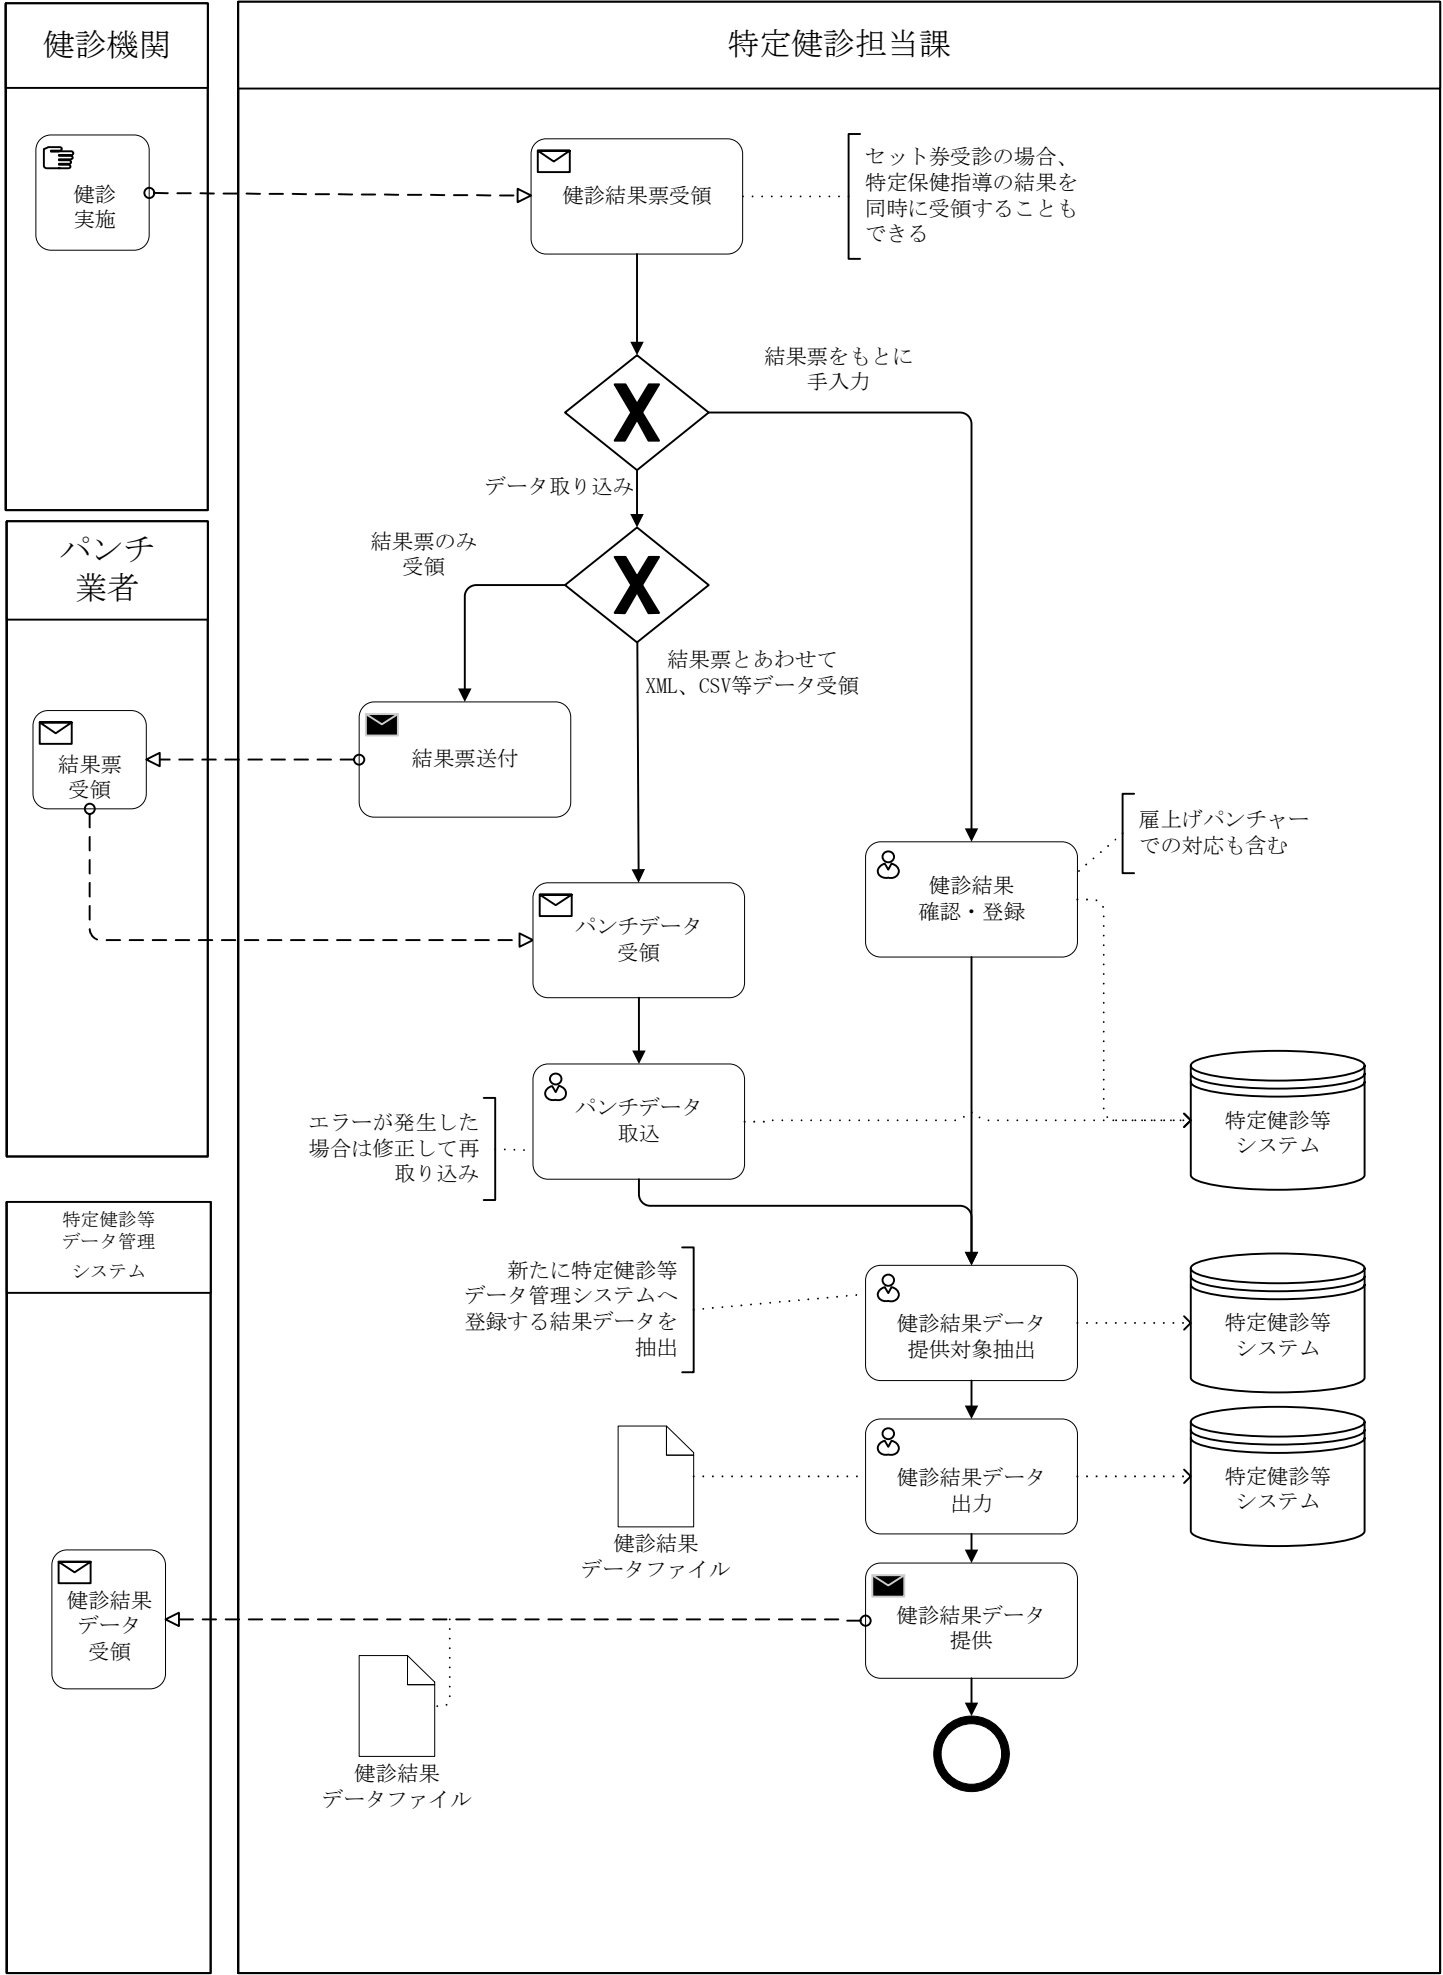 健診機関
特定健診担当課
健診
実施
健診結果票受領
セット券受診の場合、
特定保健指導の結果を
同時に受領することも
できる
結果票をもとに
手入力
データ取り込み
結果票のみ
受領
パンチ
業者
結果票とあわせて
XML、CSV等データ受領
結果票送付
結果票
受領
雇上げパンチャー
での対応も含む
健診結果
確認・登録
パンチデータ
受領
パンチデータ
取込
エラーが発生した
場合は修正して再
取り込み
特定健診等
システム
特定健診等
データ管理
システム
新たに特定健診等
データ管理システムへ
登録する結果データを
抽出
健診結果データ
提供対象抽出
特定健診等
システム
健診結果データ
出力
特定健診等
システム
健診結果
データファイル
健診結果
データ
受領
健診結果データ
提供
健診結果
データファイル